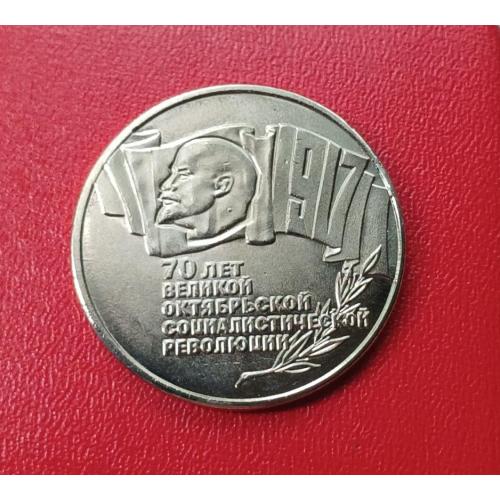 1917
70 ЛЕТ
ВЕЛИКОЙ
ОКТЯБРЬСКОЙ
СОЦИАЛИСТИЧЕСКОЙ
РЕВОЛЮЦИИ